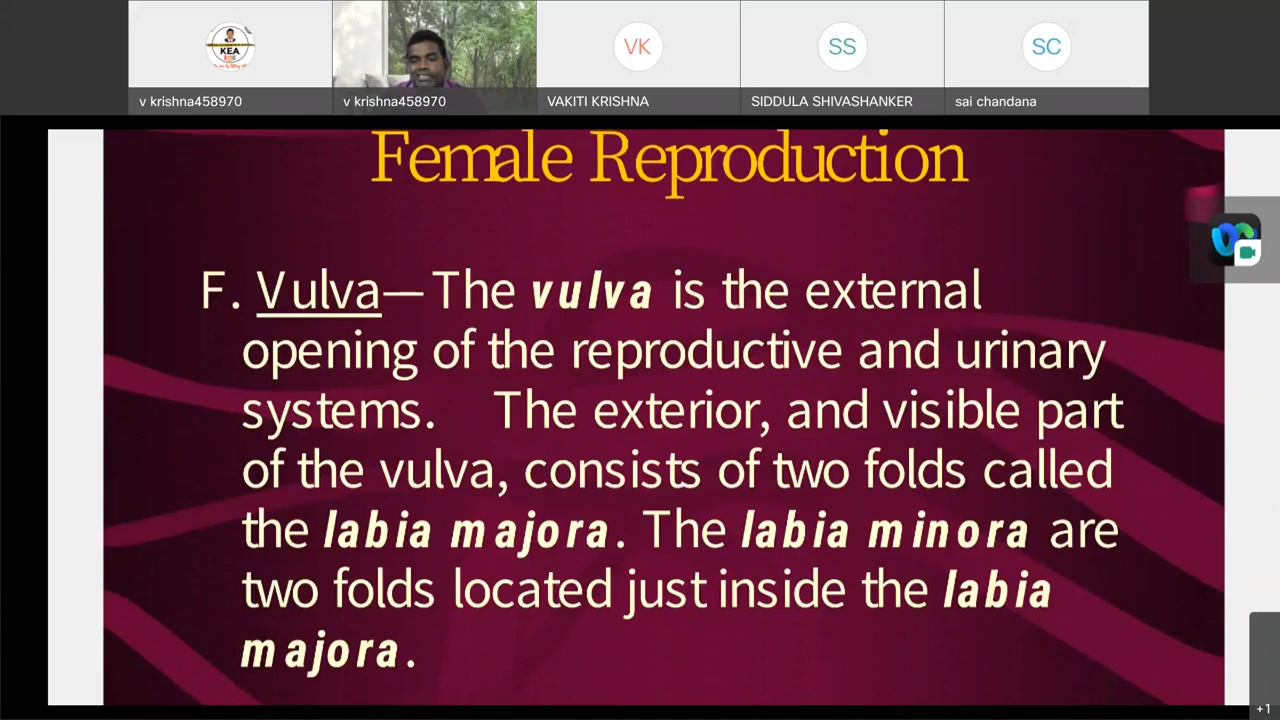 KEA
v krishna458970
v krishna458970
VK
VAKITI KRISHNA
SS
SIDDULA SHIVASHANKER
SC
sai chandana
Female Reproduction
F. Vulva—The vulva is the external
opening of the reproductive and urinary
systems. The exterior, and visible part
of the vulva, consists of two folds called
the labia majora. The labia minora are
two folds located just inside the labia
majora.
+1